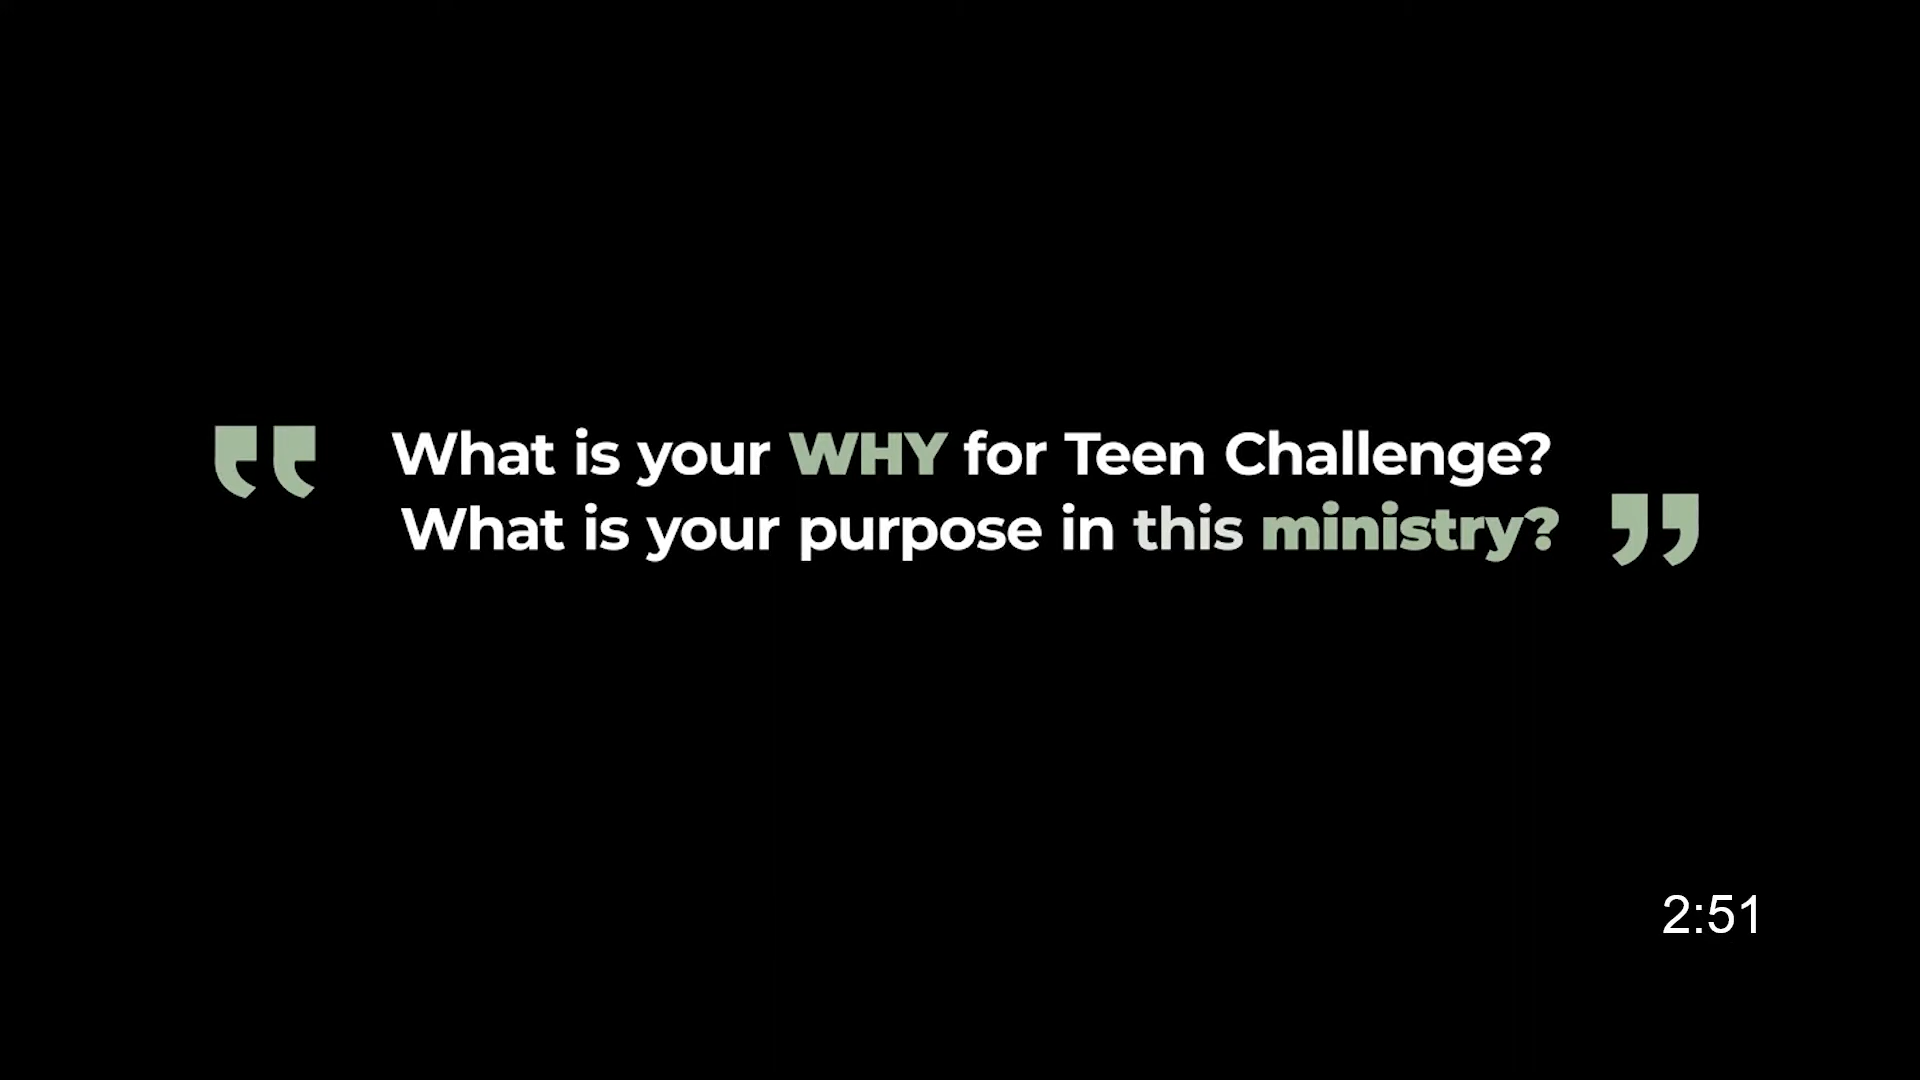 “ What is your WHY for Teen Challenge?
What is your purpose in this ministry? ”
2:51